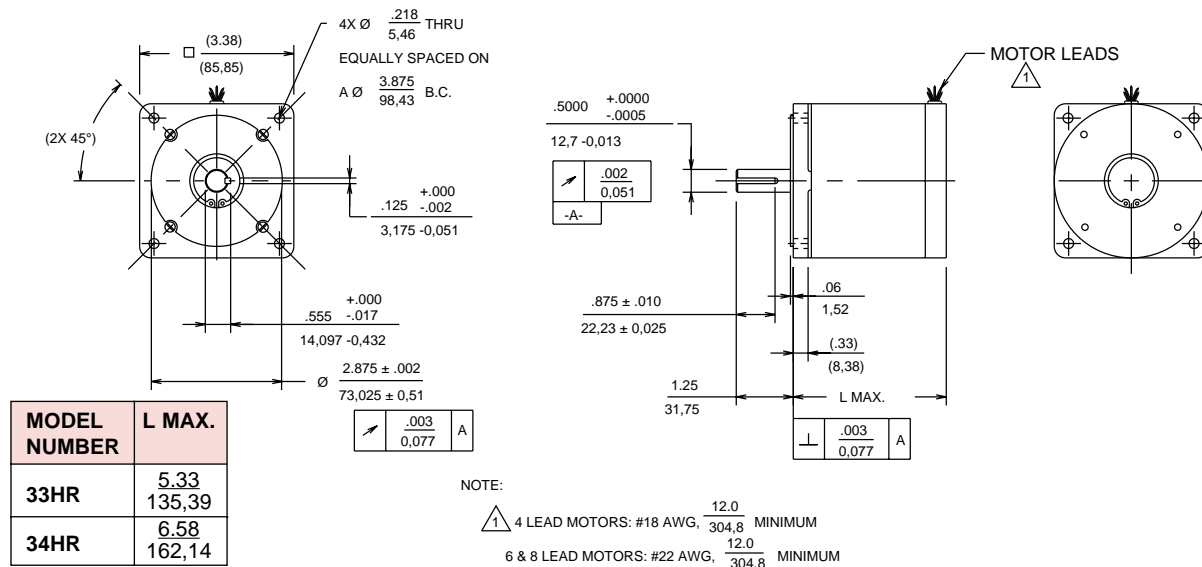 (3.38)
(85,85)
4X Ø .218 THRU
5,46
EQUALLY SPACED ON
A Ø 3.875 B.C.
98,43
(2X 45°)
+.000
.125 -.002
3,175 -0,051
+.000
.555 -.017
14,097 -0,432
Ø 2.875 ± .002
73,025 ± 0,51
.003 A
0,077
MOTOR LEADS
1
.5000 +.0000
-.0005
12,7 -0,013
.002
0,051
-A-
.875 ± .010
22,23 ± 0,025
.06
1,52
(.33)
(8,38)
1.25
31,75
L MAX.
.003 A
0,077
MODEL NUMBER L MAX.
33HR 5.33
135,39
34HR 6.58
162,14
NOTE:
1 4 LEAD MOTORS: #18 AWG, 12.0 MINIMUM
304,8
6 & 8 LEAD MOTORS: #22 AWG, 12.0 MINIMUM
304,8